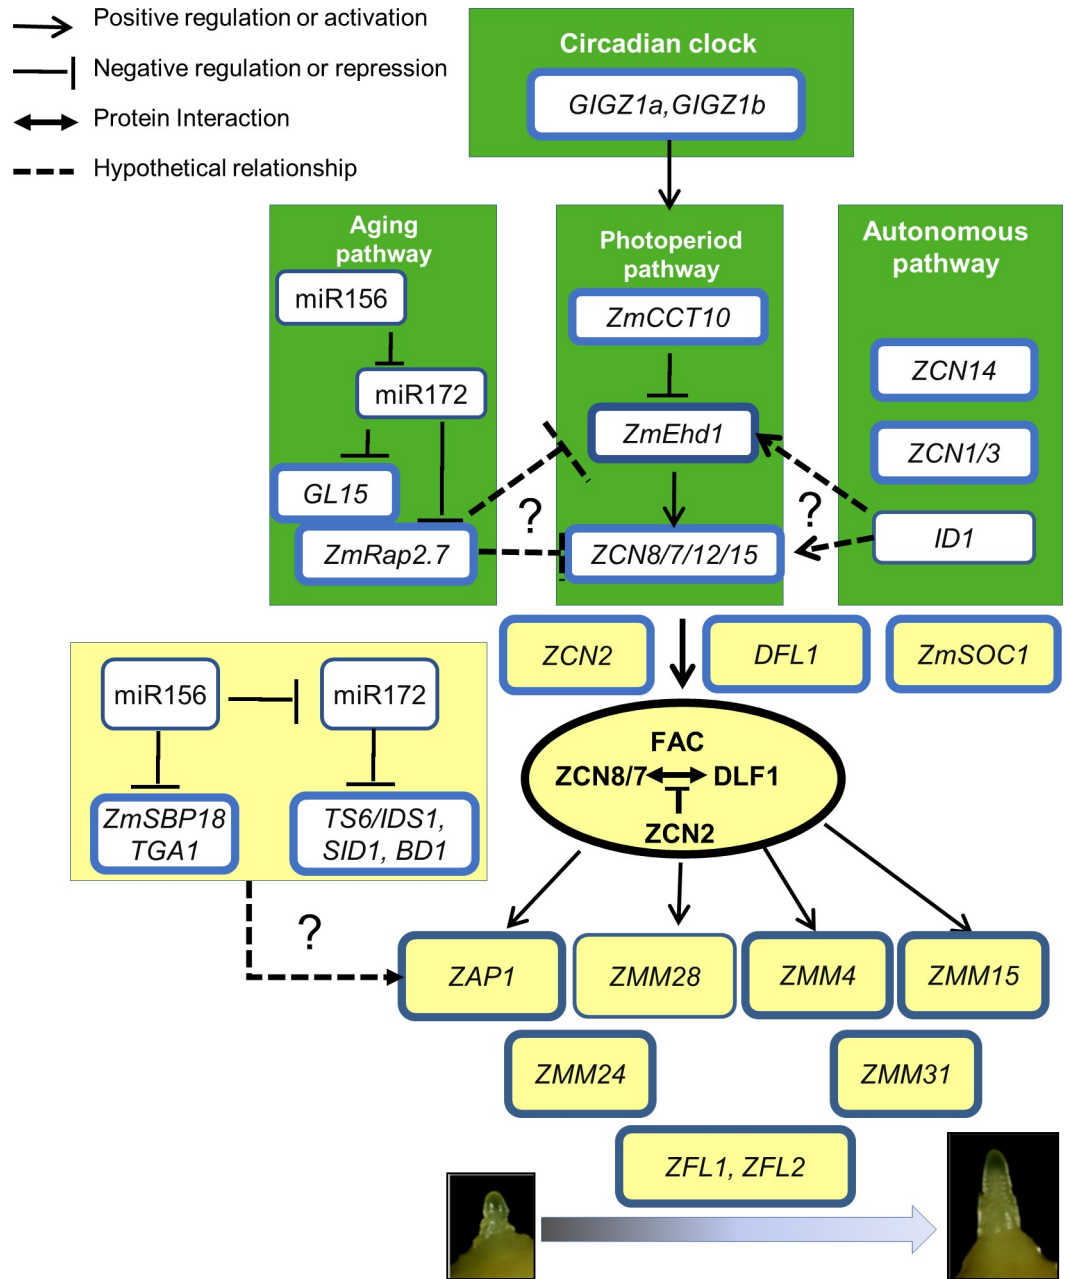 Positive regulation or activation
Negative regulation or repression
Protein Interaction
Hypothetical relationship
Circadian clock
GIGZ1a,GIGZ1b
Aging
pathway
miR156
miR172
GL15
ZmRap2.7
Photoperiod
pathway
ZmCCT10
ZmEhd1
ZCN8/7/12/15
Autonomous
pathway
ZCN14
ZCN1/3
ID1
?
?
ZCN2
DFL1
ZmSOC1
miR156
miR172
ZmSBP18
TGA1
TS6/IDS1,
SID1, BD1
FAC
ZCN8/7
DLF1
ZCN2
?
ZAP1
ZMM28
ZMM4
ZMM15
ZMM24
ZMM31
ZFL1, ZFL2